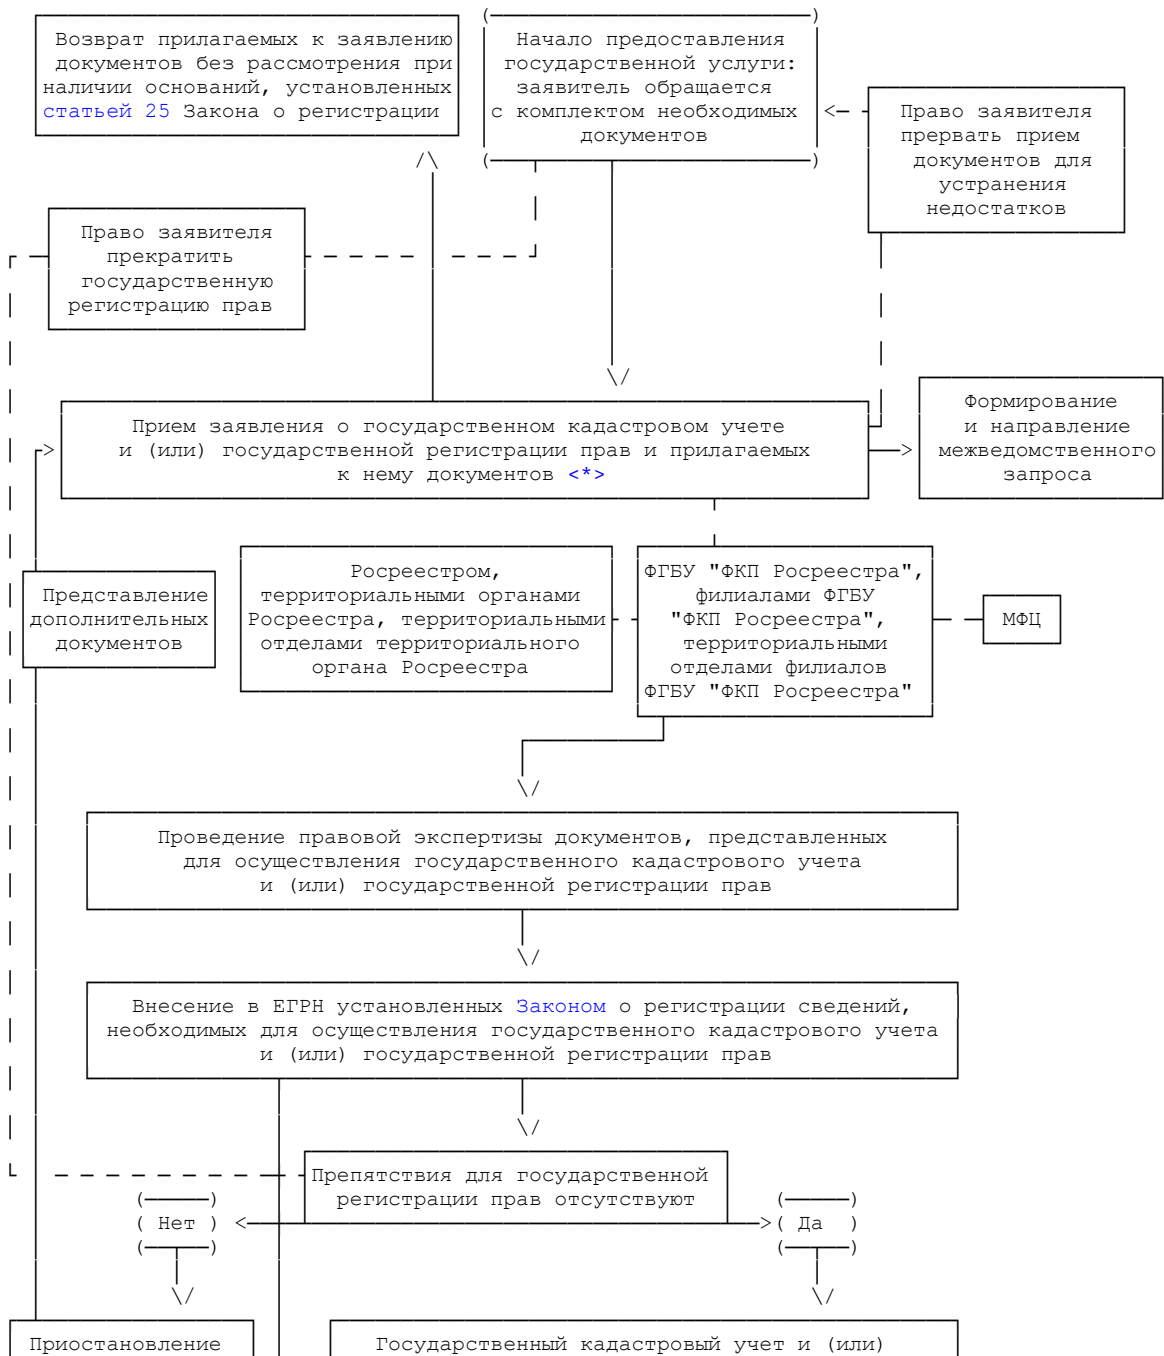 Возврат прилагаемых к заявлению
документов без рассмотрения при
наличии оснований, установленных
статьей 25 Закона о регистрации
Начало предоставления
государственной услуги:
заявитель обращается
с комплектом необходимых
документов
Право заявителя
прервать прием
документов для
устранения
недостатков
Право заявителя
прекратить
государственную
регистрацию прав
Прием заявления о государственном кадастровом учете
и (или) государственной регистрации прав и прилагаемых
к нему документов <*>
Формирование
и направление
межведомственного
запроса
Представление
дополнительных
документов
Росреестром,
территориальными органами
Росреестра, территориальными
отделами территориального
органа Росреестра
ФГБУ "ФКП Росреестра",
филиалами ФГБУ
"ФКП Росреестра",
территориальными
отделами филиалов
ФГБУ "ФКП Росреестра"
МФЦ
Проведение правовой экспертизы документов, представленных
для осуществления государственного кадастрового учета
и (или) государственной регистрации прав
Внесение в ЕГРН установленных Законом о регистрации сведений,
необходимых для осуществления государственного кадастрового учета
и (или) государственной регистрации прав
Препятствия для государственной
регистрации прав отсутствуют
( Нет )
( Да )
Приостановление
Государственный кадастровый учет и (или)